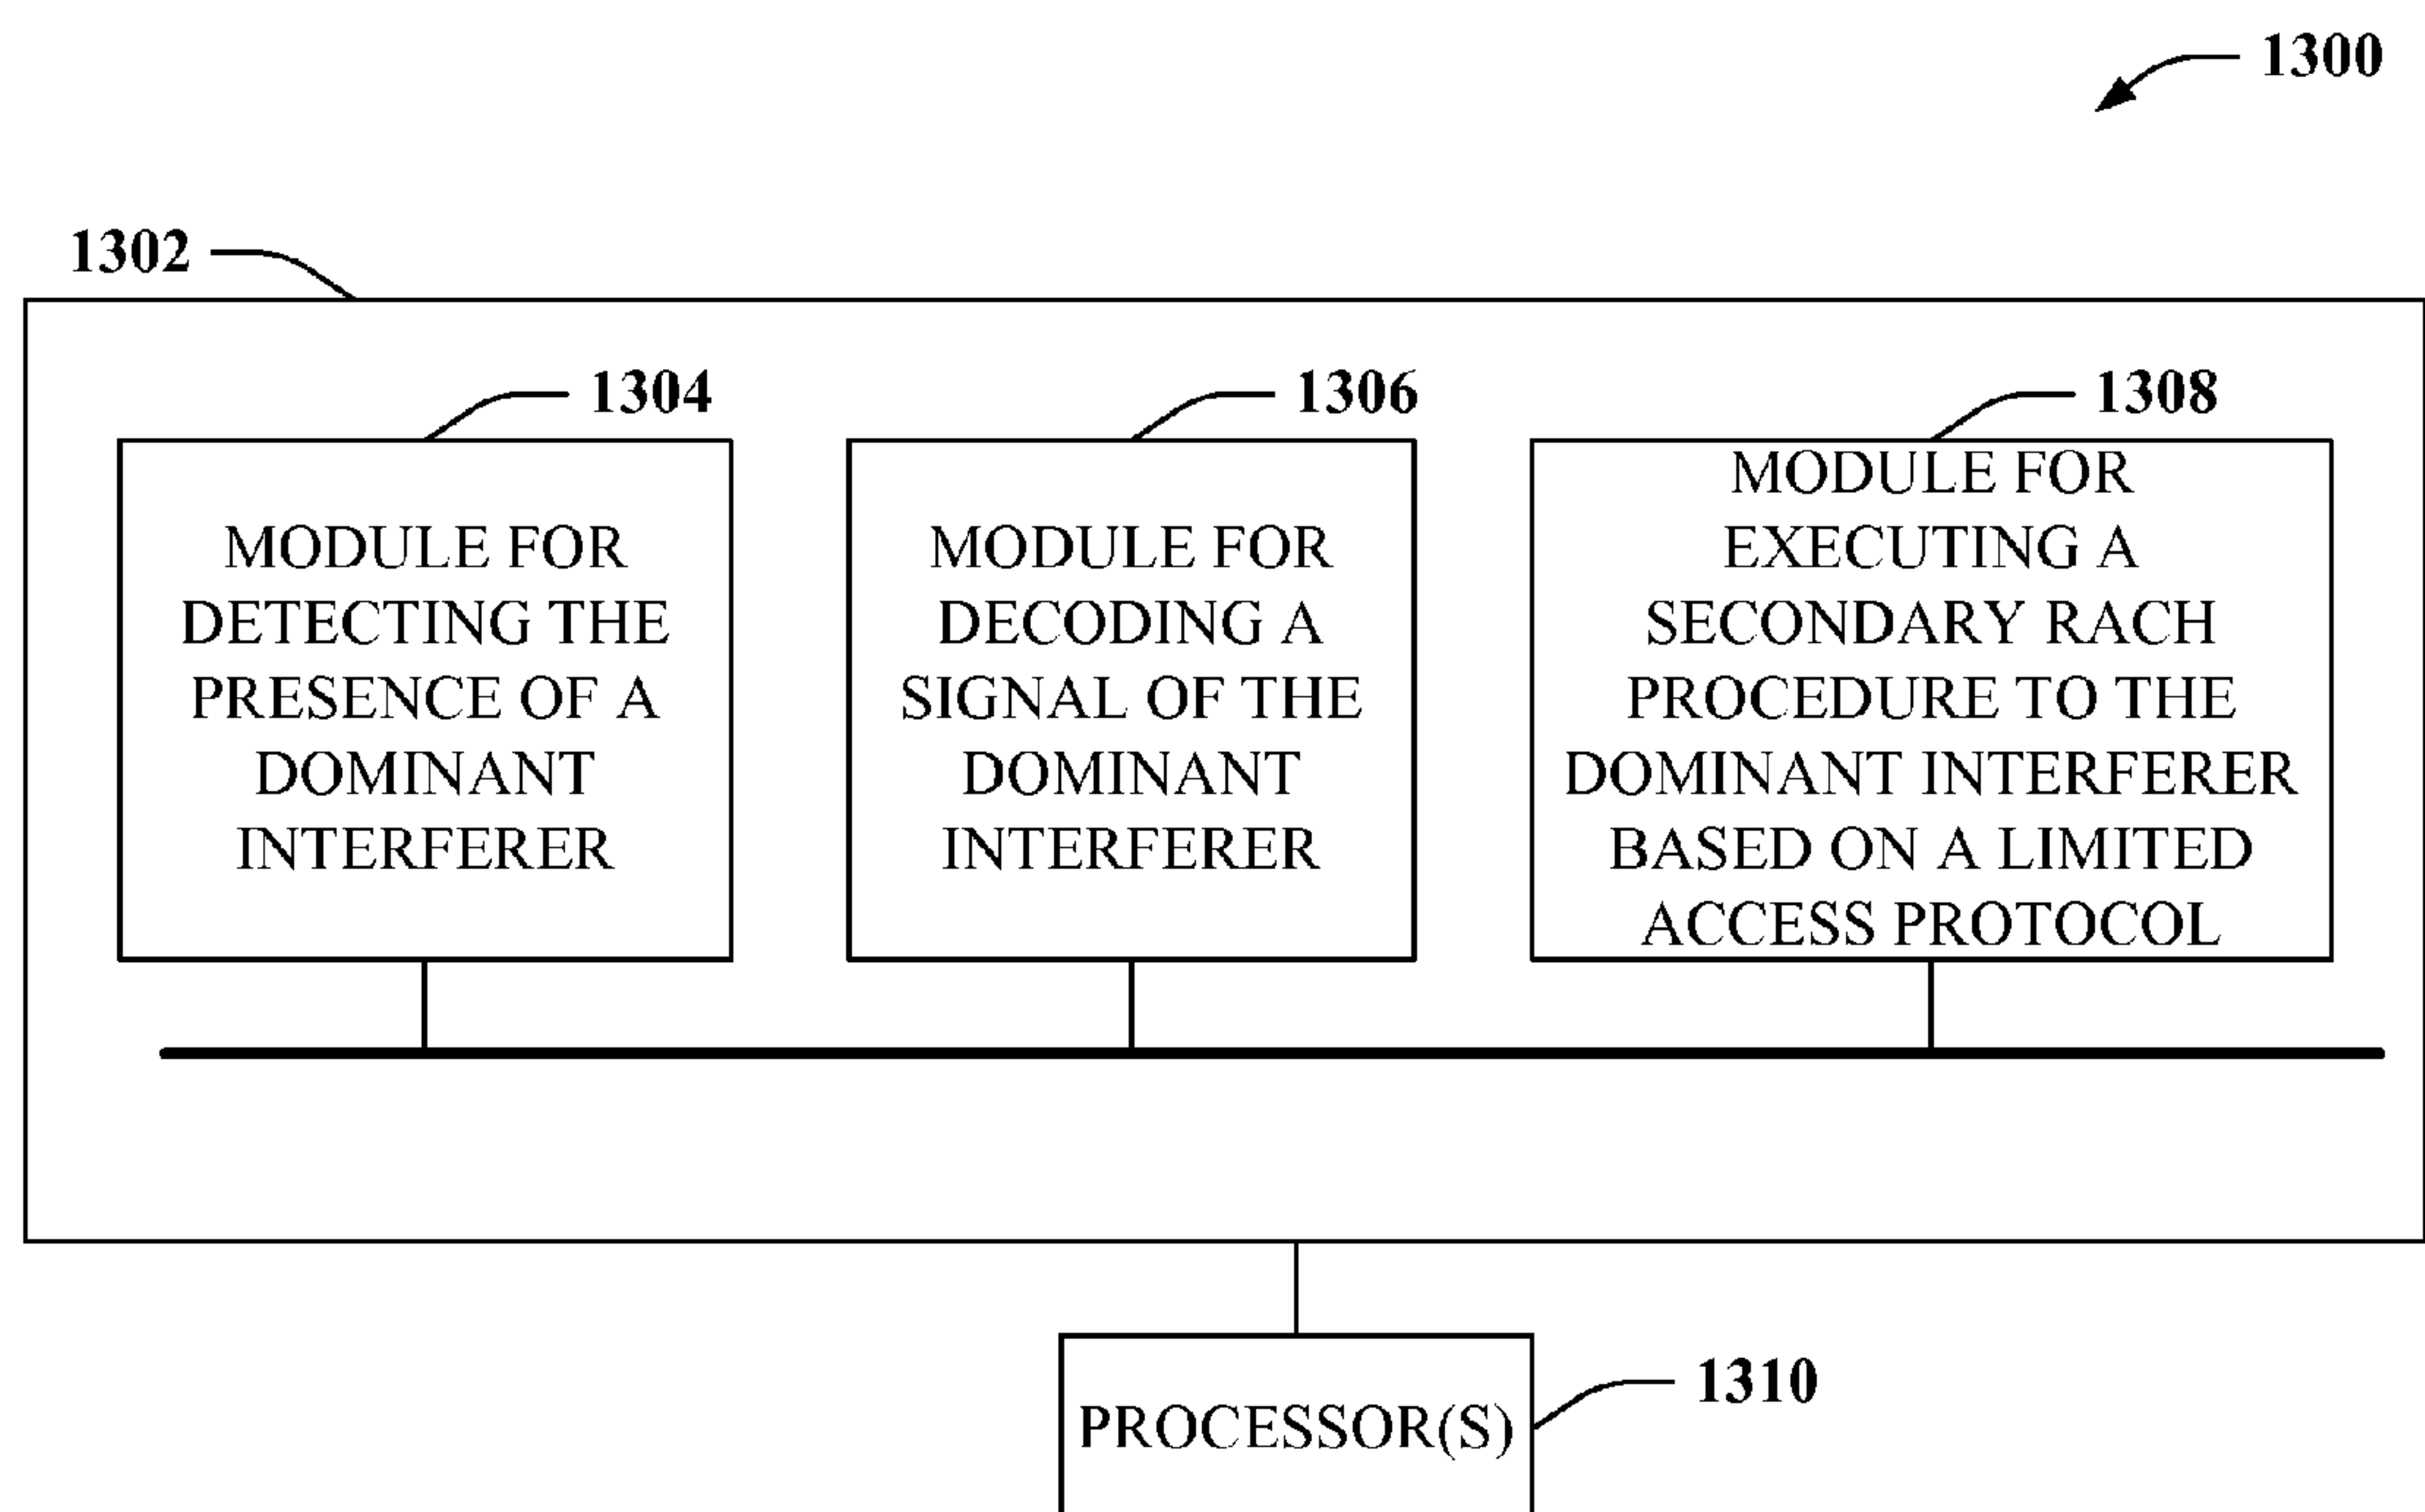 1300
1302
1304
MODULE FOR
DETECTING THE
PRESENCE OF A
DOMINANT
INTERFERER
1306
MODULE FOR
DECODING A
SIGNAL OF THE
DOMINANT
INTERFERER
1308
MODULE FOR
EXECUTING A
SECONDARY RACH
PROCEDURE TO THE
DOMINANT INTERFERER
BASED ON A LIMITED
ACCESS PROTOCOL
PROCESSOR(S)
1310